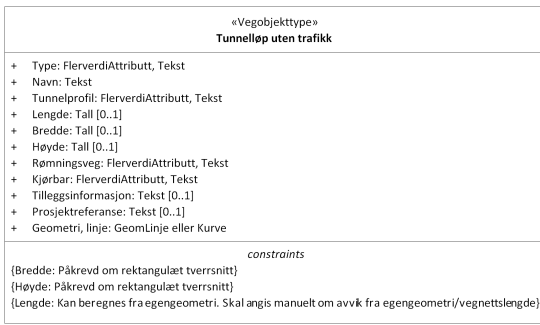 «Vegobjekttype»
Tunnelløp uten trafikk
+ Type: FlerverdiAttributt, Tekst
+ Navn: Tekst
+ Tunnelprofil: FlerverdiAttributt, Tekst
+ Lengde: Tall [0..1]
+ Bredde: Tall [0..1]
+ Høyde: Tall [0..1]
+ Rømningsveg: FlerverdiAttributt, Tekst
+ Kjørbar: FlerverdiAttributt, Tekst
+ Tilleggsinformasjon: Tekst [0..1]
+ Prosjektreferanse: Tekst [0..1]
+ Geometri, linje: GeomLinje eller Kurve
constraints
{Bredde: Påkrevd om rektangulæt tverrsnitt}
{Høyde: Påkrevd om rektangulæt tverrsnitt}
{Lengde: Kan beregnes fra egengeometri. Skal angis manuelt om avvik fra egengeometri/vegnettslengde}